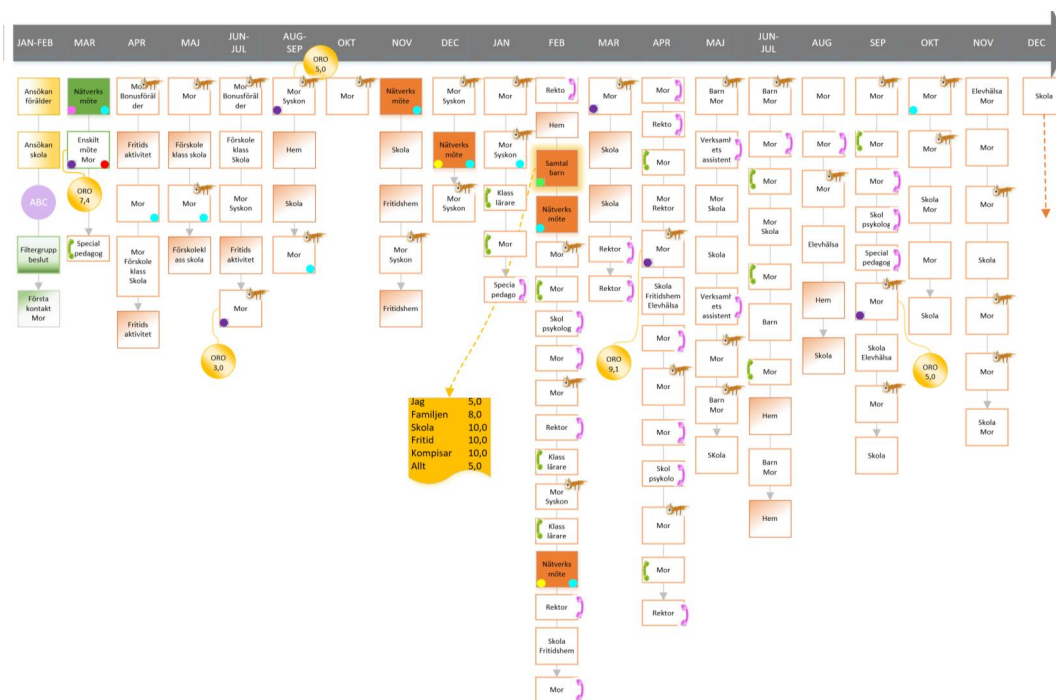 JAN-FEB
MAR
APR
MAJ
JUN-
JUL
AUG-
SEP
OKT
NOV
DEC
JAN
FEB
MAR
APR
MAJ
JUN-
JUL
AUG
SEP
OKT
NOV
DEC
Ansökan
förälder
Ansökan
skola
ABC
Filtergrupp
beslut
Första
kontakt
Mor
Nätverks
möte
Enskilt
möte
Mor
ORO
7,4
Special
pedagog
Mor
Bonusföräl
der
Fritids
aktivitet
Mor
Mor
Förskole
klass
Skola
Fritids
aktivitet
Mor
Förskole
klass skola
Mor
Förskolekl
ass skola
Mor
Bonusföräl
der
Förskole
klass
Skola
Mor
Syskon
Fritids
aktivitet
Mor
ORO
3,0
ORO
5,0
Mor
Syskon
Hem
Skola
Mor
Mor
Nätverks
möte
Skola
Fritidshem
Mor
Syskon
Fritidshem
Mor
Syskon
Nätverks
möte
Mor
Syskon
Mor
Mor
Syskon
Klass
lärare
Mor
Specia
pedago
Jag 5,0
Familjen 8,0
Skola 10,0
Fritid 10,0
Kompisar 10,0
Allt 5,0
Rekto
Hem
Samtal
barn
Nätverks
möte
Mor
Mor
Skol
psykolog
Mor
Mor
Rektor
Klass
lärare
Mor
Syskon
Klass
lärare
Nätverks
möte
Rektor
Skola
Fritidshem
Mor
Mor
Skola
Skola
Rektor
Rektor
ORO
9,1
Mor
Rekto
Mor
Mor
Rektor
Mor
Skola
Fritidshem
Elevhälsa
Mor
Mor
Mor
Skol
psykolo
Mor
Mor
Rektor
Barn
Mor
Verksamh
ets
assistent
Mor
Skola
Mor
Verksamh
ets
assistent
Mor
Barn
Mor
SKola
Barn
Mor
Mor
Mor
Mor
Skola
Mor
Barn
Mor
Hem
Barn
Mor
Hem
Mor
Mor
Mor
Elevhälsa
Hem
Skola
Mor
Mor
Mor
Skol
psykolog
Special
pedagog
Mor
Skola
Elevhälsa
Mor
Skola
Mor
Mor
Skola
Mor
Mor
Skola
ORO
5,0
Elevhälsa
Mor
Mor
Skola
Mor
Mor
Skola
Mor
Skola